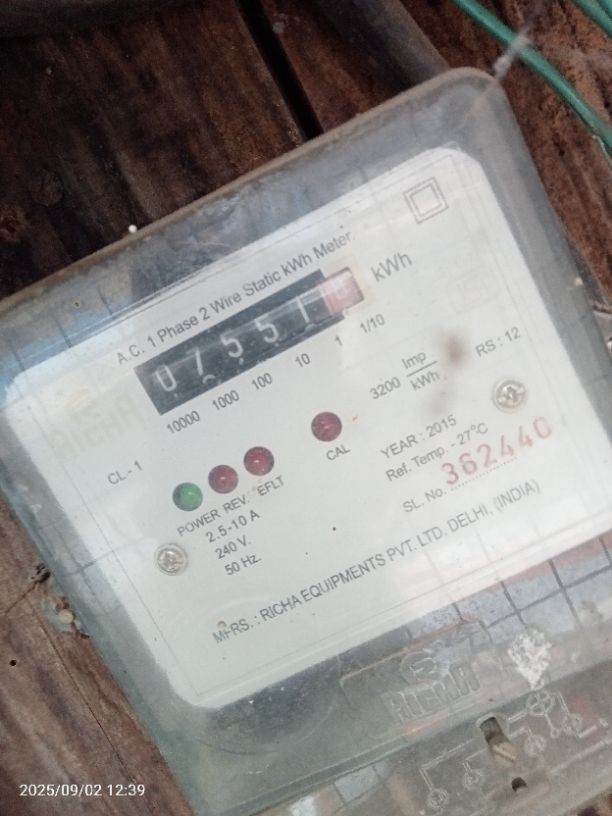 A.C. 1 Phase 2 Wire Static kWh Meter
07551 kWh
10000 1000 100 10 1 1/10
3200 Imp/kWh RS : 12
CL - 1
CAL
YEAR : 2015
POWER REV. EFLT
Ref. Temp. - 27°C
2.5-10 A
SL. No. 362440
240 V.
50 Hz.
MFRS. : RICHA EQUIPMENTS PVT. LTD. DELHI, (INDIA)
RICHA
2025/09/02 12:39